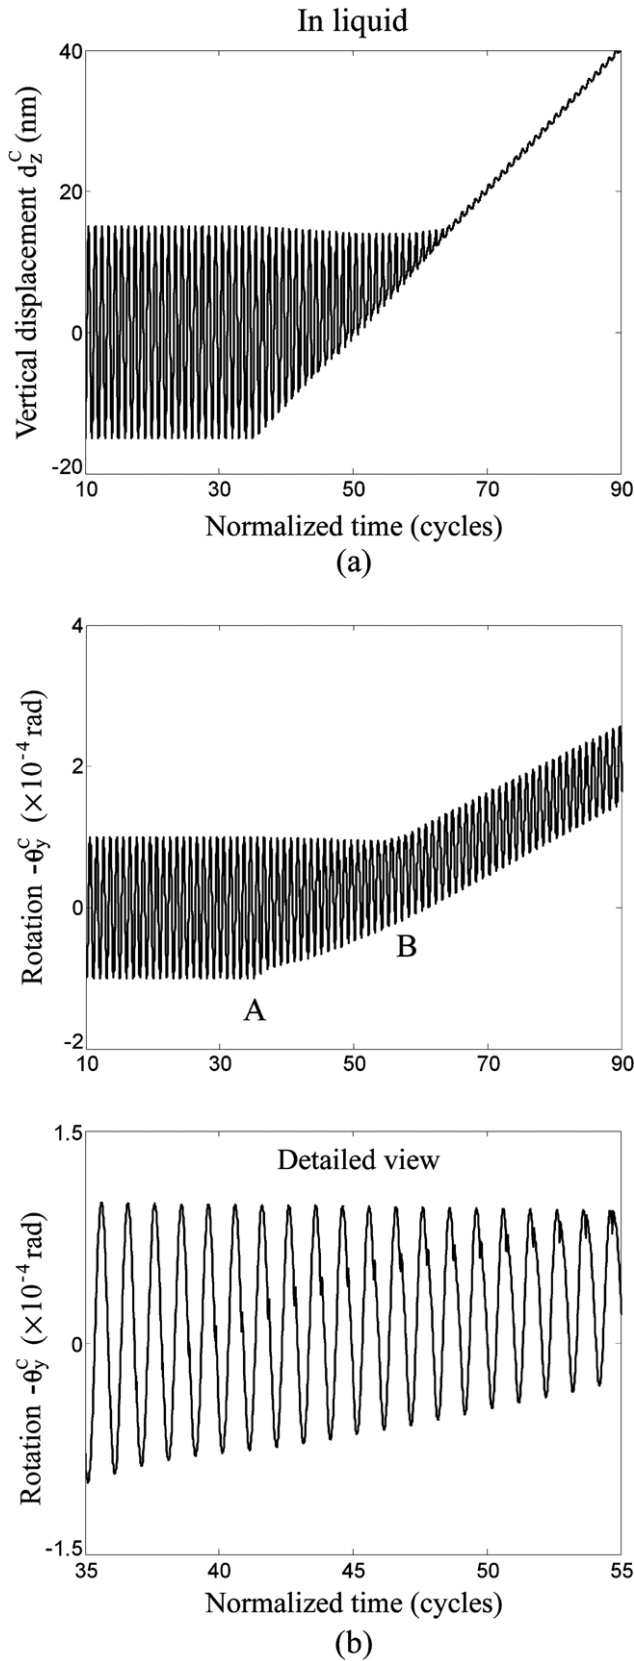 In liquid
Vertical displacement d_z^C (nm)
40
20
0
-20
10 30 50 70 90
Normalized time (cycles)
(a)
Rotation -θ_y^C (×10^-4 rad)
4
2
0
-2
A
B
10 30 50 70 90
Detailed view
Rotation -θ_y^C (×10^-4 rad)
1.5
0
-1.5
35 40 45 50 55
Normalized time (cycles)
(b)